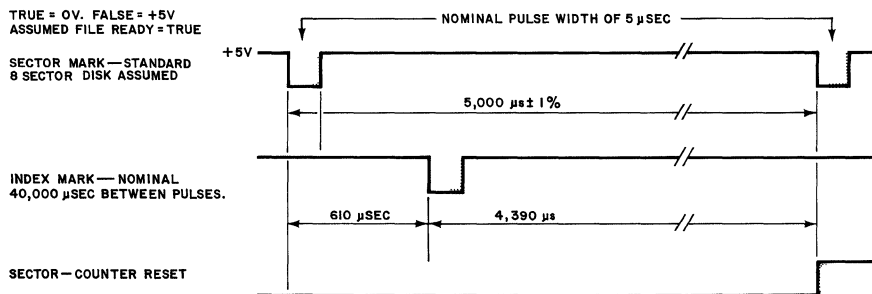 TRUE = 0V. FALSE = +5V
ASSUMED FILE READY = TRUE
NOMINAL PULSE WIDTH OF 5 µSEC
SECTOR MARK — STANDARD
8 SECTOR DISK ASSUMED
+5V
5,000 µs ± 1%
INDEX MARK — NOMINAL
40,000 µSEC BETWEEN PULSES.
610 µSEC
4,390 µs
SECTOR — COUNTER RESET